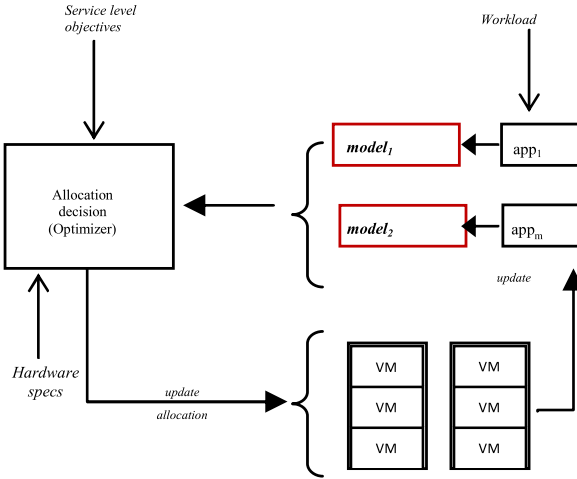 Service level
objectives
Workload
model1
app1
Allocation
decision
(Optimizer)
model2
appm
update
Hardware
specs
update
allocation
VM
VM
VM
VM
VM
VM